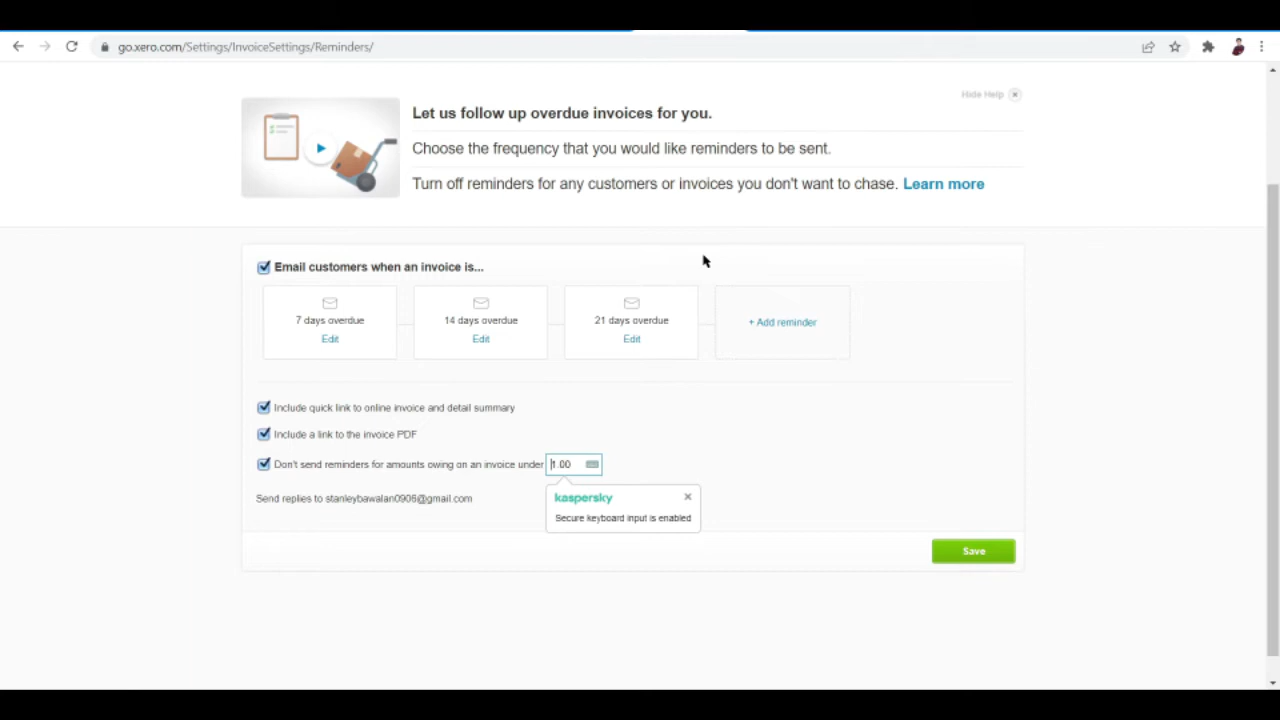 go.xero.com/Settings/InvoiceSettings/Reminders/
Hide Help
Let us follow up overdue invoices for you.
Choose the frequency that you would like reminders to be sent.
Turn off reminders for any customers or invoices you don't want to chase. Learn more
Email customers when an invoice is...
7 days overdue
Edit
14 days overdue
Edit
21 days overdue
Edit
+ Add reminder
Include quick link to online invoice and detail summary
Include a link to the invoice PDF
Don't send reminders for amounts owing on an invoice under 1.00
Send replies to stanleybawalan0906@gmail.com
kaspersky
Secure keyboard input is enabled
Save